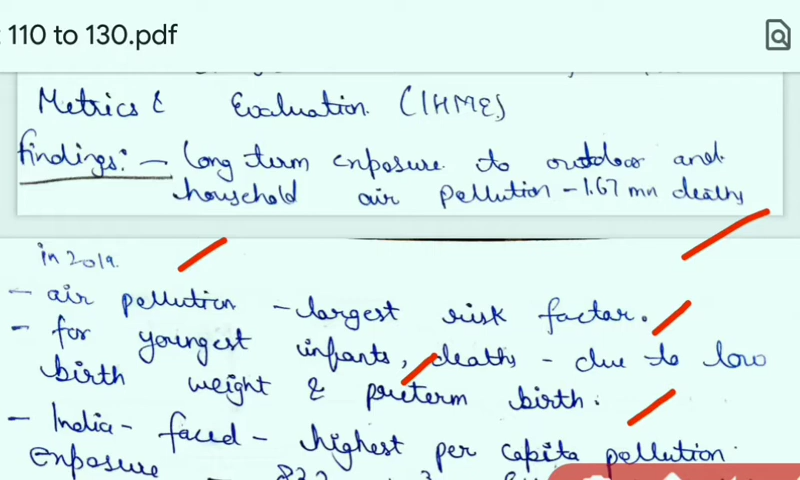 110 to 130.pdf
Metrics & Evaluation (IHME)
findings: - Long term enposure to outdoor and
household air pollution - 1.67 mn deaths
in 2019.
- air pollution - largest risk factor.
- for youngest infants, deaths - due to low
birth weight & preterm birth.
- India - faced - highest per capita pollution.
enposure